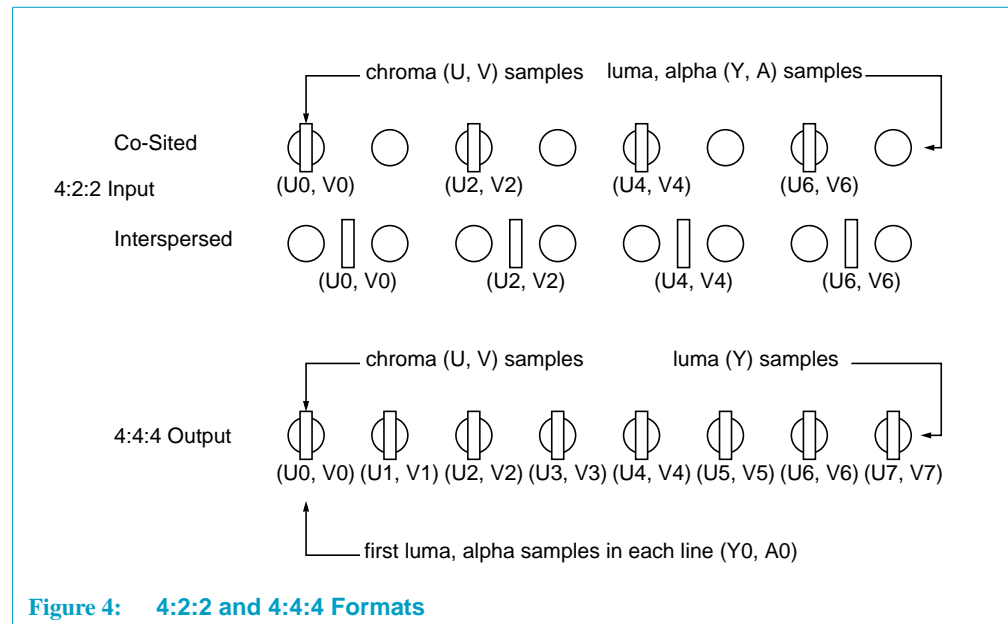 chroma (U, V) samples luma, alpha (Y, A) samples
Co-Sited
(U0, V0) (U2, V2) (U4, V4) (U6, V6)
4:2:2 Input
Interspersed
(U0, V0) (U2, V2) (U4, V4) (U6, V6)
chroma (U, V) samples luma (Y) samples
4:4:4 Output
(U0, V0) (U1, V1) (U2, V2) (U3, V3) (U4, V4) (U5, V5) (U6, V6) (U7, V7)
first luma, alpha samples in each line (Y0, A0)
Figure 4: 4:2:2 and 4:4:4 Formats